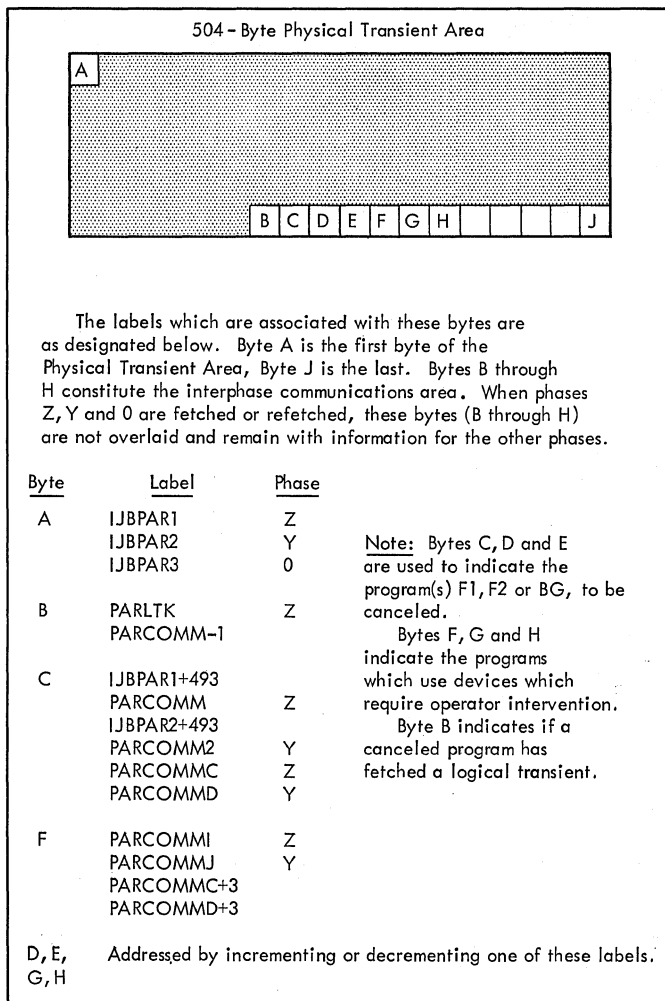 504-Byte Physical Transient Area
A
B C D E F G H J
The labels which are associated with these bytes are
as designated below. Byte A is the first byte of the
Physical Transient Area, Byte J is the last. Bytes B through
H constitute the interphase communications area. When phases
Z, Y and 0 are fetched or refetched, these bytes (B through H)
are not overlaid and remain with information for the other phases.
Byte Label Phase
A IJBPAR1 Z
IJBPAR2 Y
IJBPAR3 0
B PARLTK Z
PARCOMM-1
C IJBPAR1+493
PARCOMM Z
IJBPAR2+493
PARCOMM2 Y
PARCOMMC Z
PARCOMMD Y
F PARCOMMI Z
PARCOMMJ Y
PARCOMMC+3
PARCOMMD+3
Note: Bytes C, D and E
are used to indicate the
program(s) F1, F2 or BG, to be
canceled.
Bytes F, G and H
indicate the programs
which use devices which
require operator intervention.
Byte B indicates if a
canceled program has
fetched a logical transient.
D, E, Addressed by incrementing or decrementing one of these labels.
G, H